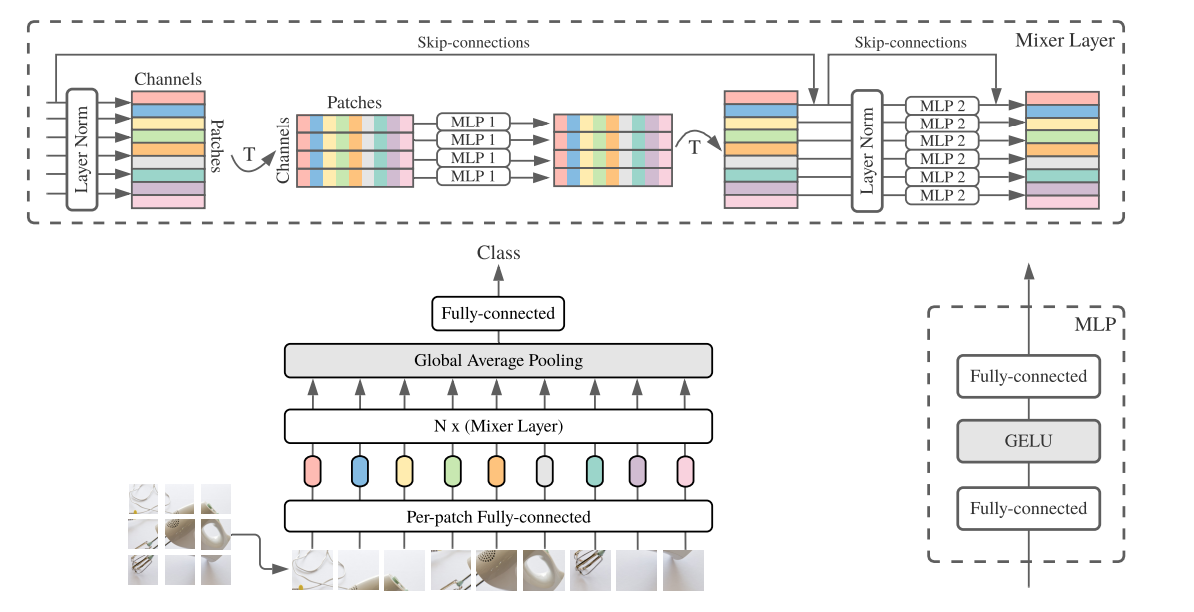 Skip-connections
Skip-connections
Mixer Layer
Channels
Layer Norm
Patches
T
Patches
Channels
MLP 1
MLP 1
MLP 1
MLP 1
T
Layer Norm
MLP 2
MLP 2
MLP 2
MLP 2
MLP 2
MLP 2
Class
Fully-connected
Global Average Pooling
N x (Mixer Layer)
Per-patch Fully-connected
MLP
Fully-connected
GELU
Fully-connected